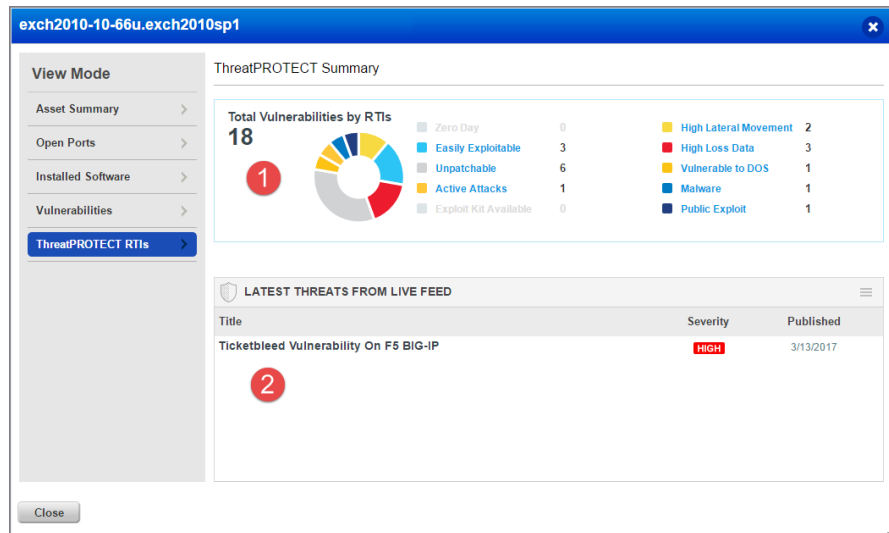 exch2010-10-66u.exch2010sp1
View Mode
Asset Summary
Open Ports
Installed Software
Vulnerabilities
ThreatPROTECT RTIs
ThreatPROTECT Summary
Total Vulnerabilities by RTIs
18
1
Zero Day 0
Easily Exploitable 3
Unpatchable 6
Active Attacks 1
Exploit Kit Available 0
High Lateral Movement 2
High Loss Data 3
Vulnerable to DOS 1
Malware 1
Public Exploit 1
LATEST THREATS FROM LIVE FEED
Title Severity Published
Ticketbleed Vulnerability On F5 BIG-IP HIGH 3/13/2017
2
Close